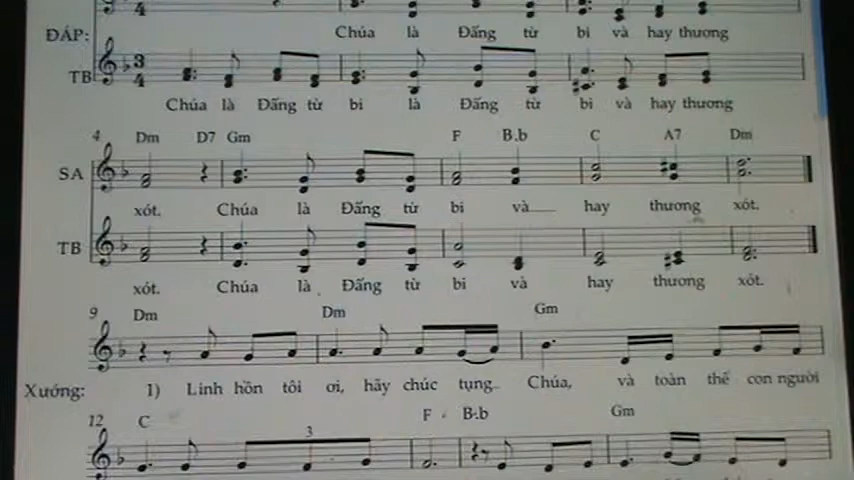 ĐÁP:
Chúa là Đấng từ bi và hay thương
3
4
TB
Chúa là Đấng từ bi là Đấng từ bi và hay thương
4 Dm D7 Gm F B.b C A7 Dm
SA
xót. Chúa là Đấng từ bi và hay thương xót.
TB
xót. Chúa là Đấng từ bi và hay thương xót.
9 Dm Dm Gm
Xướng: 1) Linh hồn tôi ơi, hãy chúc tụng Chúa, và toàn thể con người
12 C 3 F B.b Gm